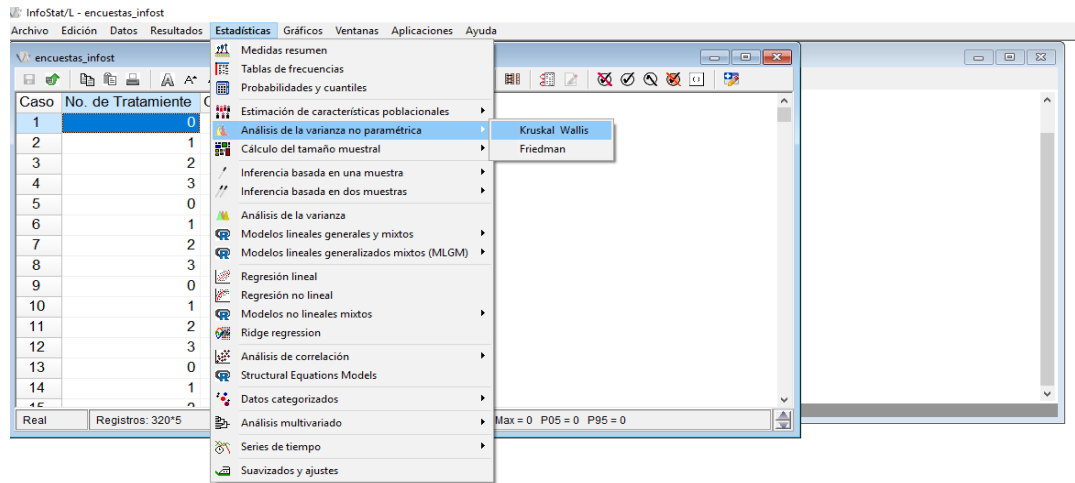 InfoStat/L - encuestas_infost
Archivo Edición Datos Resultados Estadísticas Gráficos Ventanas Aplicaciones Ayuda
encuestas_infost
Caso No. de Tratamiento
1 0
2 1
3 2
4 3
5 0
6 1
7 2
8 3
9 0
10 1
11 2
12 3
13 0
14 1
Real Registros: 320*5
Max = 0 P05 = 0 P95 = 0
Medidas resumen
Tablas de frecuencias
Probabilidades y cuantiles
Estimación de características poblacionales
Análisis de la varianza no paramétrica
Kruskal Wallis
Friedman
Cálculo del tamaño muestral
Inferencia basada en una muestra
Inferencia basada en dos muestras
Análisis de la varianza
Modelos lineales generales y mixtos
Modelos lineales generalizados mixtos (MLGM)
Regresión lineal
Regresión no lineal
Modelos no lineales mixtos
Ridge regression
Análisis de correlación
Structural Equations Models
Datos categorizados
Análisis multivariado
Series de tiempo
Suavizados y ajustes